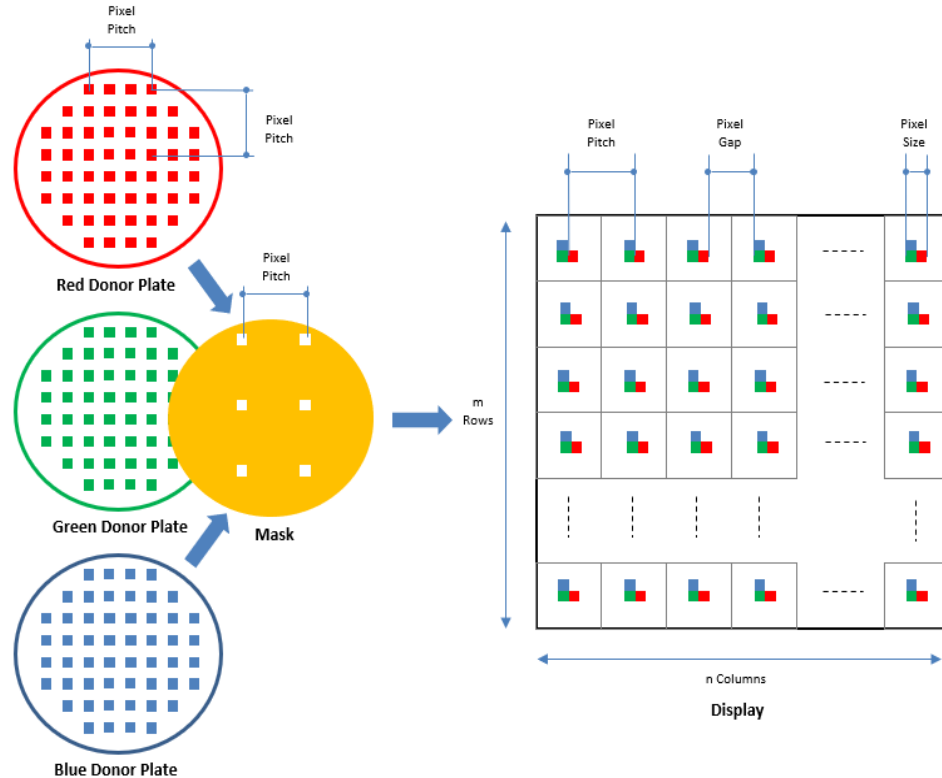 Pixel
Pitch
Pixel
Pitch
Red Donor Plate
Pixel
Pitch
Green Donor Plate
Mask
Blue Donor Plate
Pixel
Pitch
Pixel
Gap
Pixel
Size
m
Rows
n Columns
Display